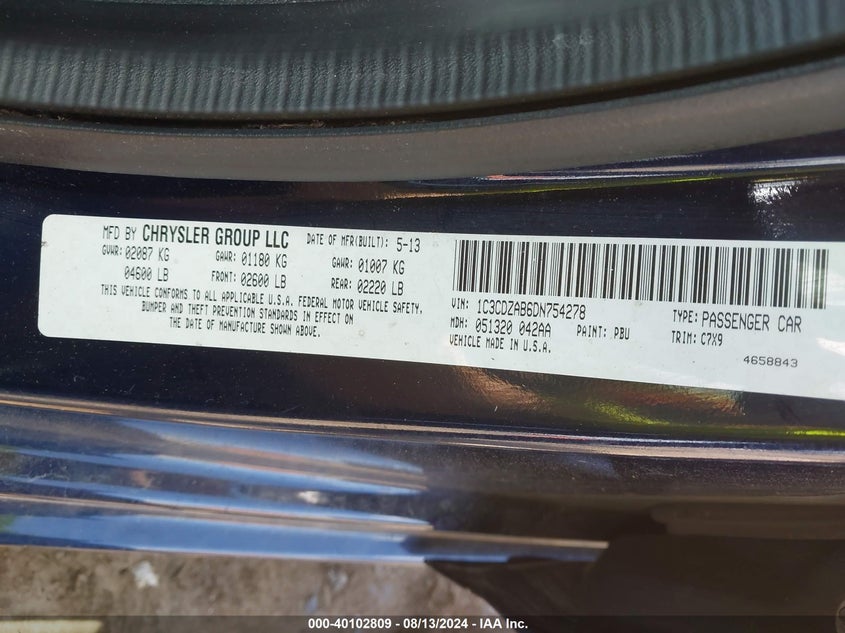 MFD BY CHRYSLER GROUP LLC DATE OF MFR(BUILT): 5-13
GVWR: 02087 KG GAWR: 01180 KG GAWR: 01007 KG
04600 LB FRONT: 02600 LB REAR: 02220 LB
THIS VEHICLE CONFORMS TO ALL APPLICABLE U.S.A. FEDERAL MOTOR VEHICLE SAFETY,
BUMPER AND THEFT PREVENTION STANDARDS IN EFFECT ON
THE DATE OF MANUFACTURE SHOWN ABOVE.
VIN: 1C3CDZAB6DN754278 TYPE: PASSENGER CAR
MDH: 051320 042AA PAINT: PBU TRIM: C7X9
VEHICLE MADE IN U.S.A.
4658843
000-40102809 - 08/13/2024 - IAA Inc.